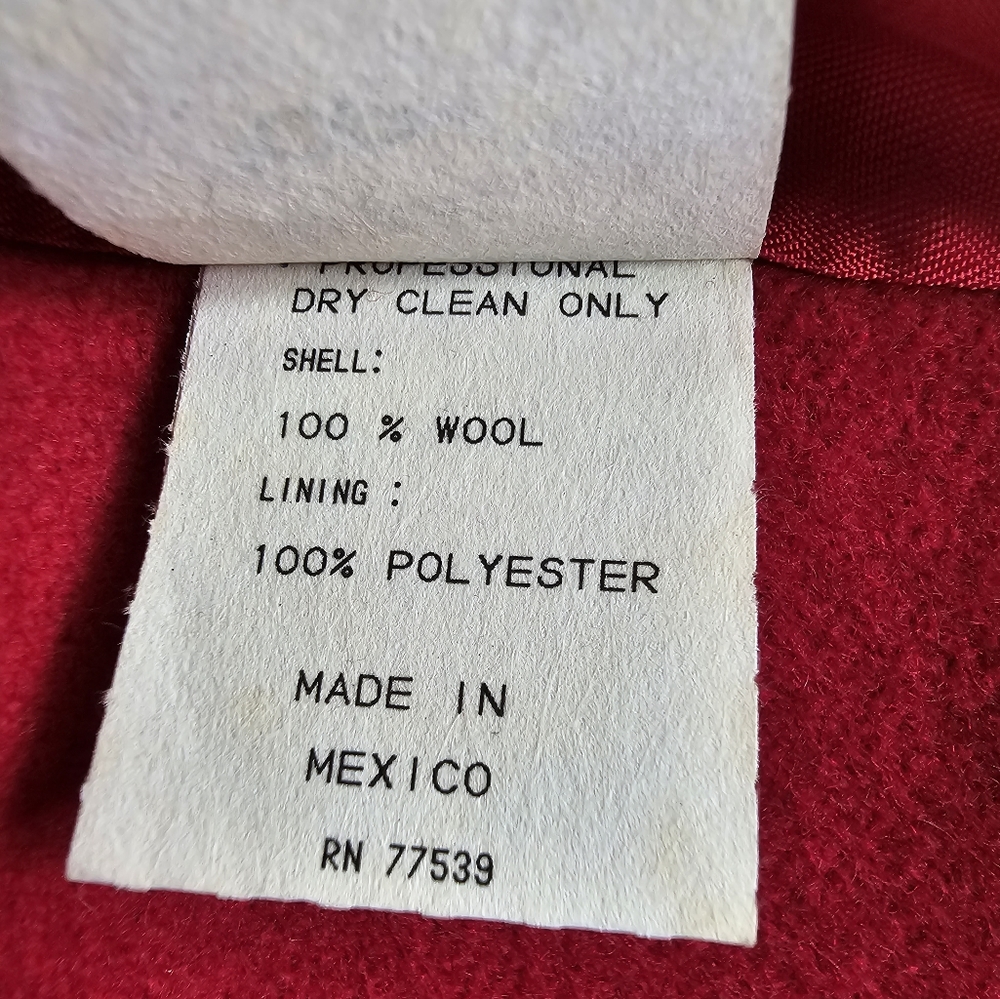 PROFESSIONAL
DRY CLEAN ONLY
SHELL:
100 % WOOL
LINING :
100% POLYESTER
MADE IN
MEXICO
RN 77539